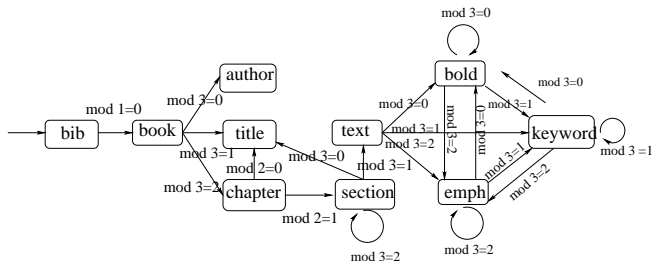 mod 3=0
bold
author
mod 3=0
mod 1=0
mod 3=0
mod 3=0
mod 3=1
bib
book
title
text
mod 3=1
keyword
mod 3=1
mod 3=2
mod 3=2
mod 3=0
mod 3=1
mod 2=0
mod 3=0
mod 3=2
mod 3=1
mod 3=1
mod 3=2
chapter
section
emph
mod 2=1
mod 3=2
mod 3=2